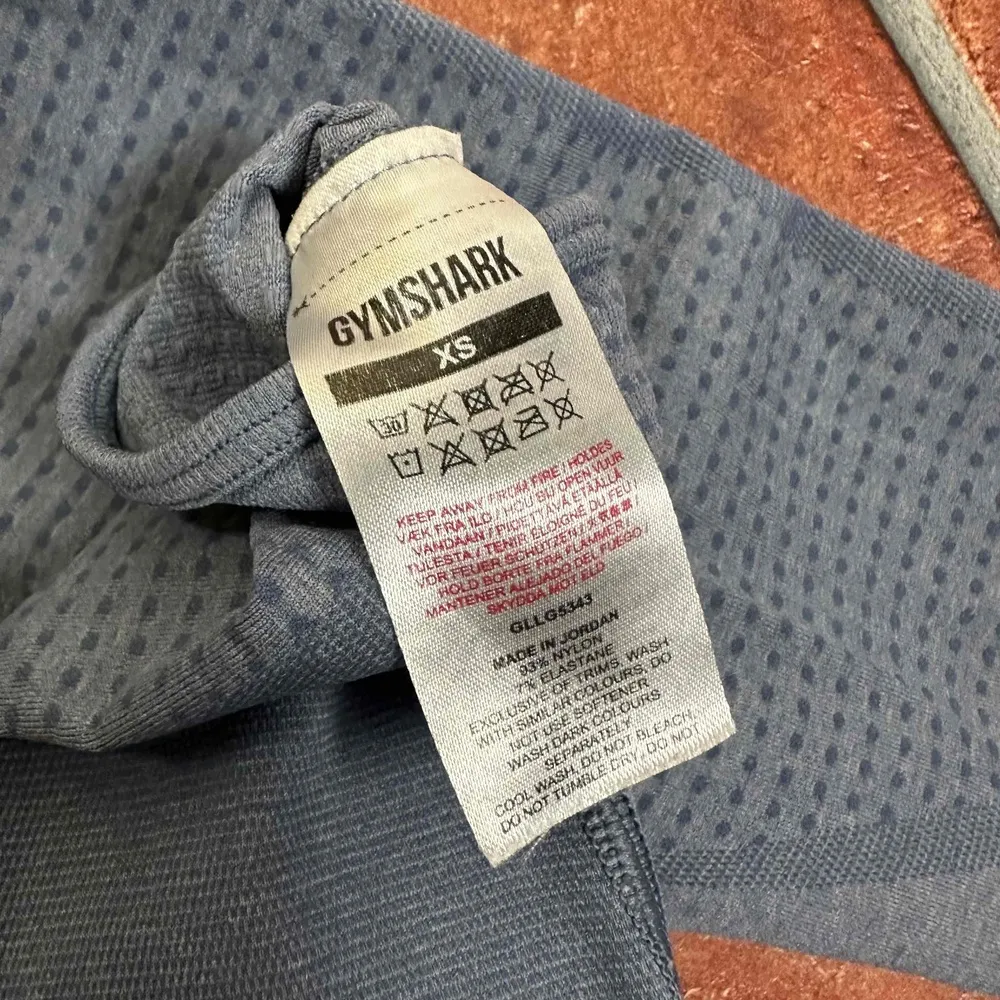 GYMSHARK
XS
30
KEEP AWAY FROM FIRE / HOLDES
VÆK FRA ILD / HOU BIJ OPEN VUUR
VANDAAN / PIDETTÄVÄ ETÄÄLLÄ
TULESTA / TENIR ÉLOIGNÉ DU FEU /
VOR FEUER SCHÜTZEN /
HOLD BORTE FRA FLAMMER /
MANTENER ALEJADO DEL FUEGO /
SKYDDA MOT ELD
GLLG5343
MADE IN JORDAN
93% NYLON
7% ELASTANE
EXCLUSIVE OF TRIMS, WASH
WITH SIMILAR COLOURS, DO
NOT USE SOFTENER
WASH DARK COLOURS
SEPARATELY
COOL WASH, DO NOT BLEACH,
DO NOT TUMBLE DRY, DO NOT